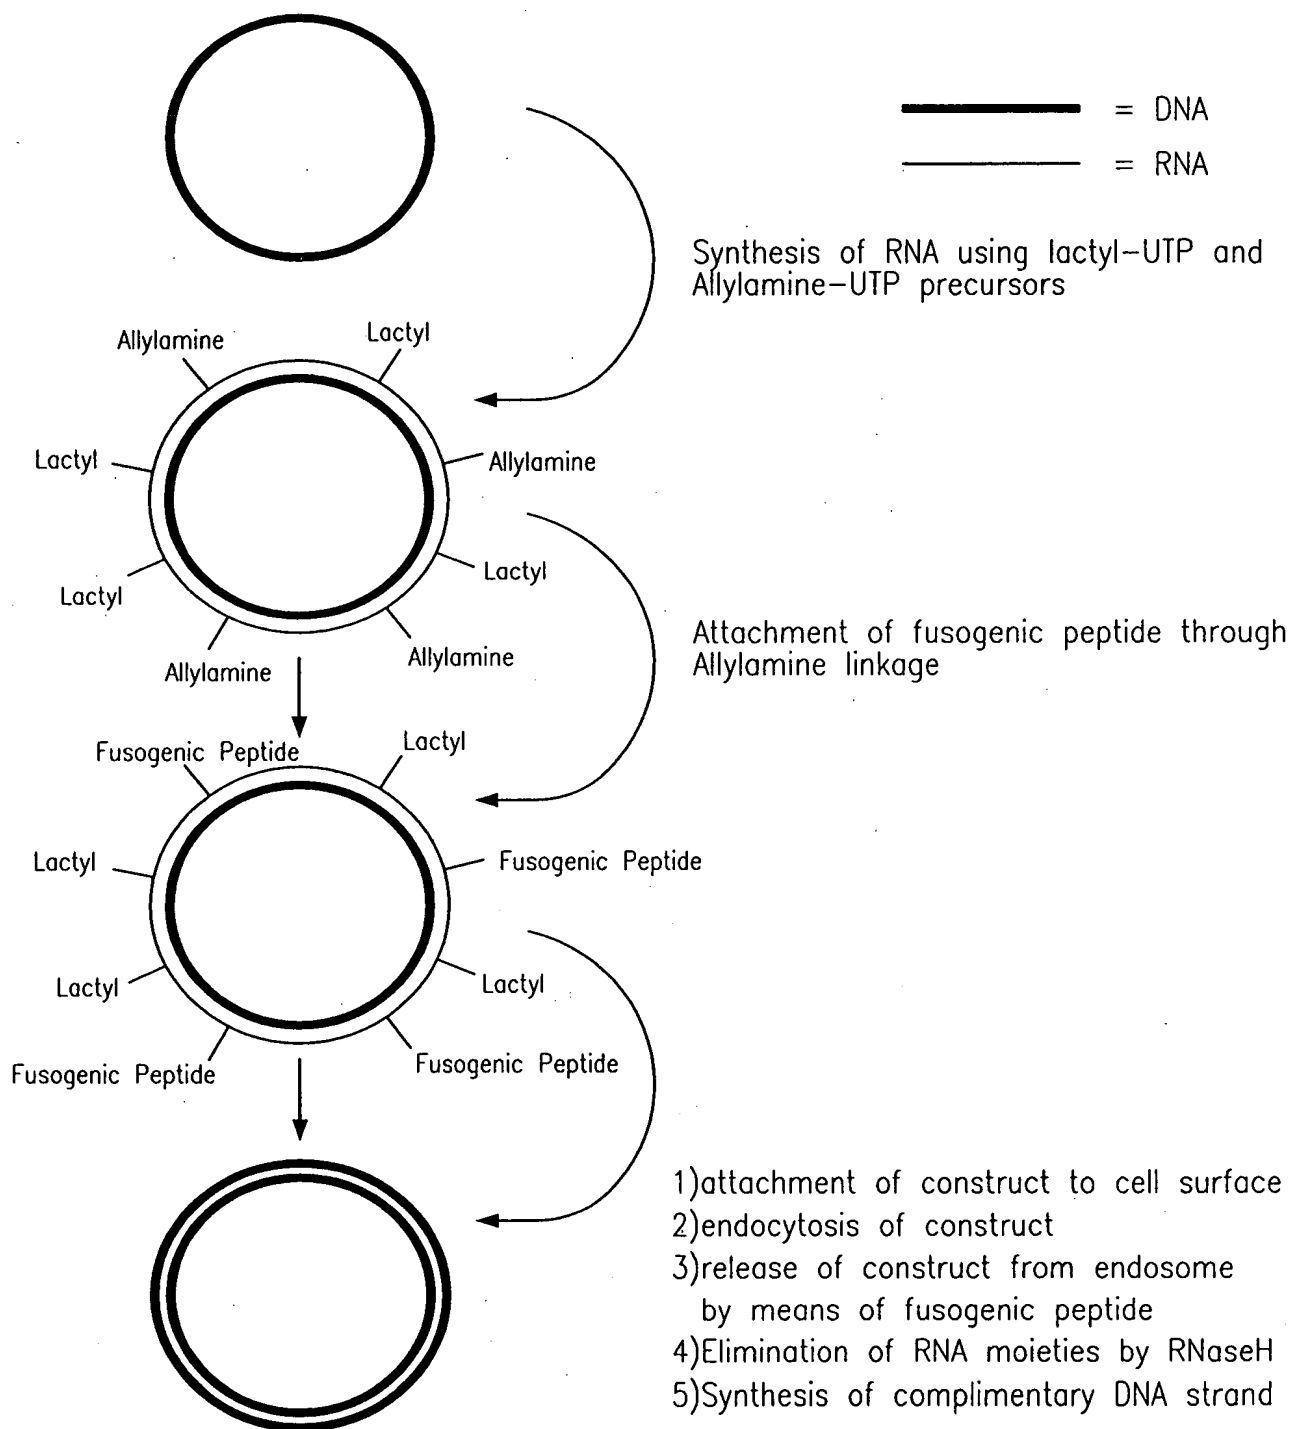 = DNA
= RNA
Synthesis of RNA using lactyl-UTP and
Allylamine-UTP precursors
Allylamine
Lactyl
Lactyl
Allylamine
Lactyl
Lactyl
Allylamine
Allylamine
Attachment of fusogenic peptide through
Allylamine linkage
Fusogenic Peptide
Lactyl
Lactyl
Fusogenic Peptide
Lactyl
Lactyl
Fusogenic Peptide
Fusogenic Peptide
1)attachment of construct to cell surface
2)endocytosis of construct
3)release of construct from endosome
by means of fusogenic peptide
4)Elimination of RNA moieties by RNaseH
5)Synthesis of complimentary DNA strand